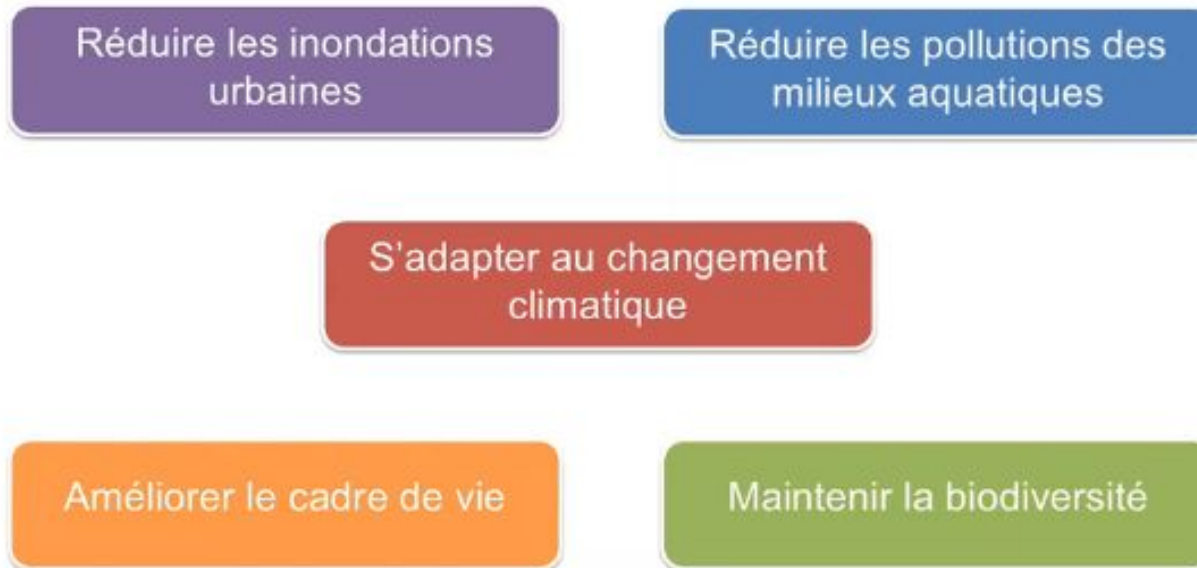 Réduire les inondations
urbaines
Réduire les pollutions des
milieux aquatiques
S'adapter au changement
climatique
Améliorer le cadre de vie
Maintenir la biodiversité